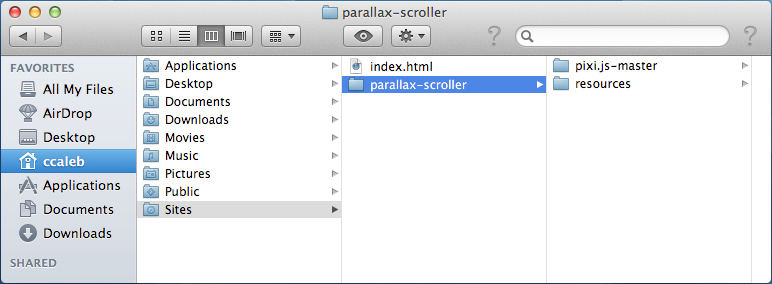 parallax-scroller
FAVORITES
All My Files
AirDrop
Desktop
ccaleb
Applications
Documents
Downloads
SHARED
Applications
Desktop
Documents
Downloads
Movies
Music
Pictures
Public
Sites
index.html
parallax-scroller
pixi.js-master
resources